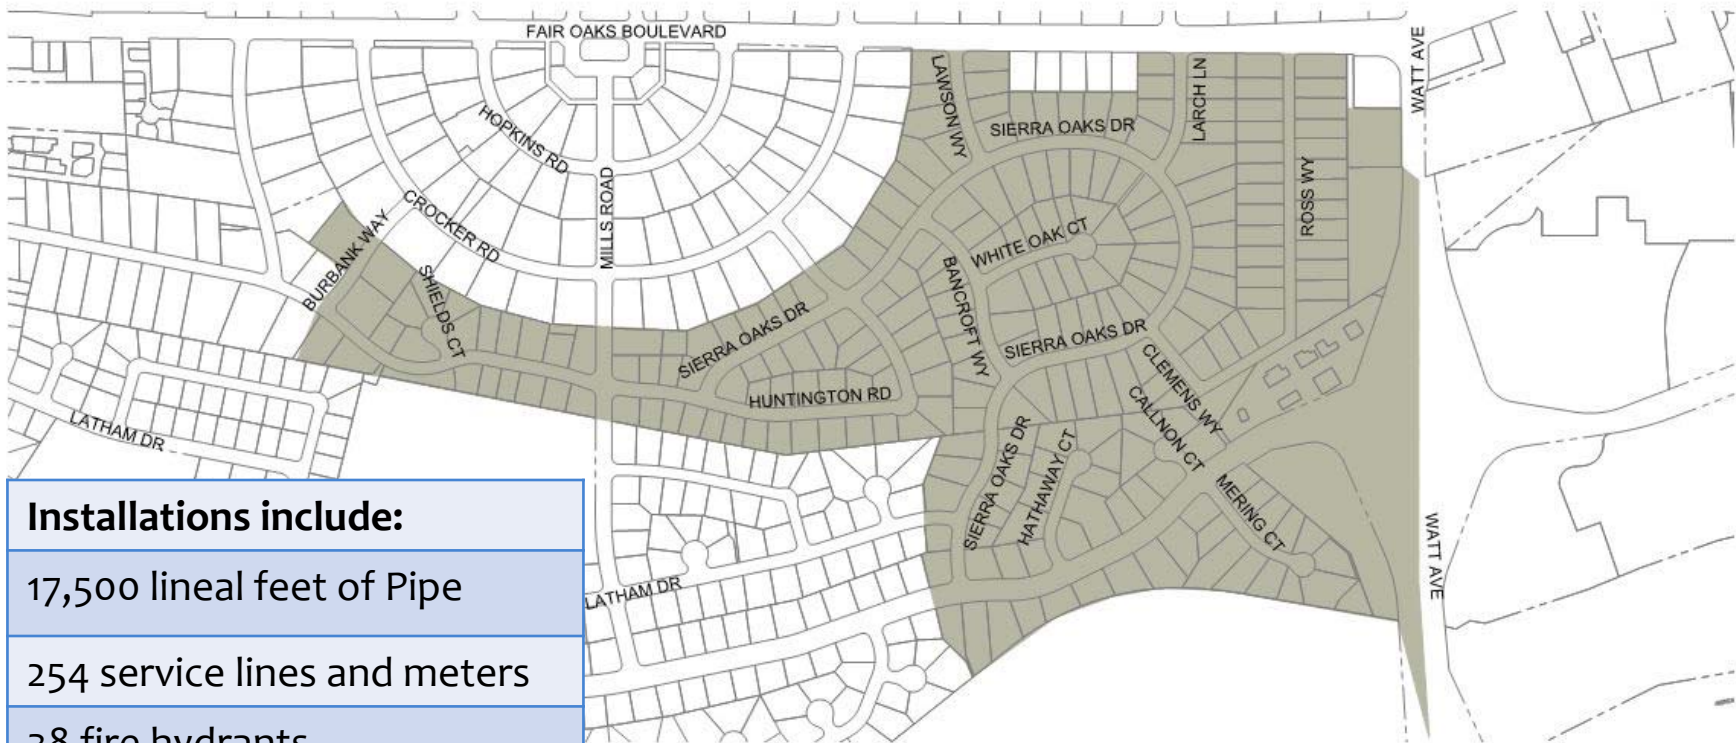 FAIR OAKS BOULEVARD
WATT AVE
LAWSON WY
LARCH LN
SIERRA OAKS DR
HOPKINS RD
MILLS ROAD
ROSS WY
CROCKER RD
BURBANK WAY
WHITE OAK CT
SHIELDS CT
BANCROFT WY
SIERRA OAKS DR
SIERRA OAKS DR
CLEMENS WY
HUNTINGTON RD
CALLNON CT
LATHAM DR
SIERRA OAKS DR
HATHAWAY CT
MERING CT
WATT AVE
LATHAM DR
Installations include:
17,500 lineal feet of Pipe
254 service lines and meters
38 fire hydrants